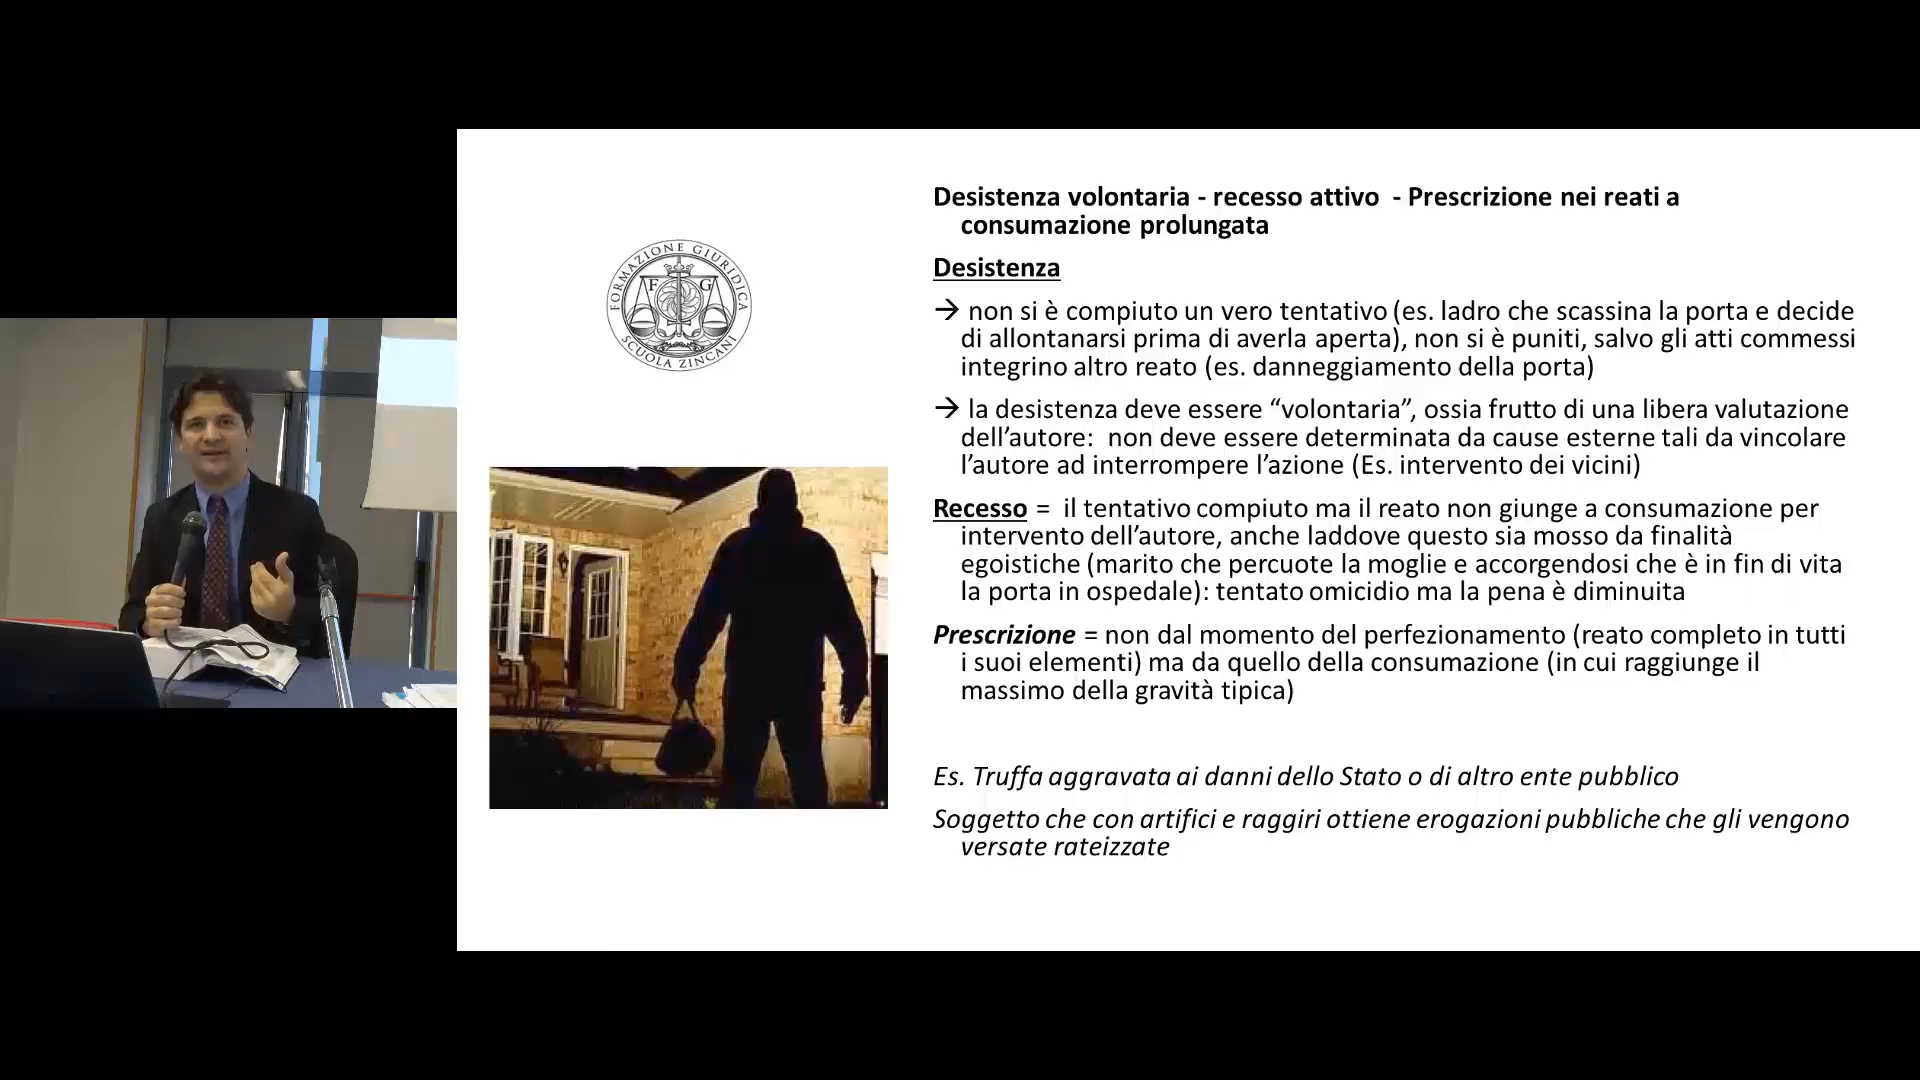 FORMAZIONE GIURIDICA
F G
SCUOLA ZINCANI
Desistenza volontaria - recesso attivo - Prescrizione nei reati a
consumazione prolungata
Desistenza
→ non si è compiuto un vero tentativo (es. ladro che scassina la porta e decide
di allontanarsi prima di averla aperta), non si è puniti, salvo gli atti commessi
integrino altro reato (es. danneggiamento della porta)
→ la desistenza deve essere “volontaria”, ossia frutto di una libera valutazione
dell’autore: non deve essere determinata da cause esterne tali da vincolare
l’autore ad interrompere l’azione (Es. intervento dei vicini)
Recesso = il tentativo compiuto ma il reato non giunge a consumazione per
intervento dell’autore, anche laddove questo sia mosso da finalità
egoistiche (marito che percuote la moglie e accorgendosi che è in fin di vita
la porta in ospedale): tentato omicidio ma la pena è diminuita
Prescrizione = non dal momento del perfezionamento (reato completo in tutti
i suoi elementi) ma da quello della consumazione (in cui raggiunge il
massimo della gravità tipica)
Es. Truffa aggravata ai danni dello Stato o di altro ente pubblico
Soggetto che con artifici e raggiri ottiene erogazioni pubbliche che gli vengono
versate rateizzate